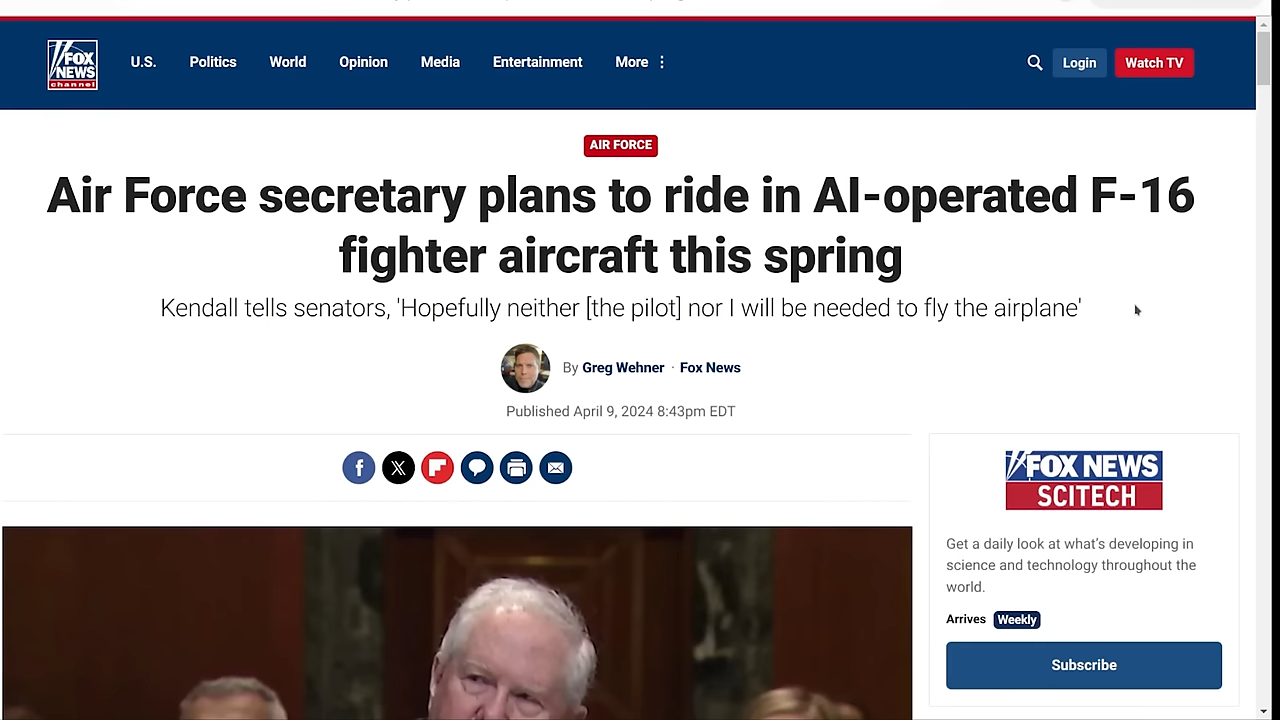 FOX
NEWS
channel
U.S. Politics World Opinion Media Entertainment More
Login Watch TV
AIR FORCE
Air Force secretary plans to ride in AI-operated F-16
fighter aircraft this spring
Kendall tells senators, 'Hopefully neither [the pilot] nor I will be needed to fly the airplane'
By Greg Wehner · Fox News
Published April 9, 2024 8:43pm EDT
FOX NEWS
SCITECH
Get a daily look at what's developing in
science and technology throughout the
world.
Arrives Weekly
Subscribe